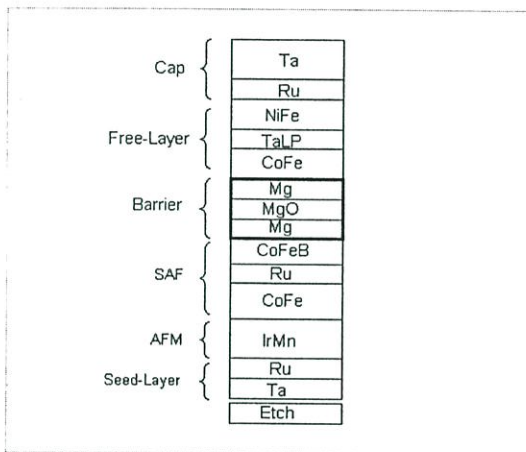 Cap
Ta
Ru
Free-Layer
NiFe
TaLP
CoFe
Barrier
Mg
MgO
Mg
SAF
CoFeB
Ru
CoFe
AFM
IrMn
Seed-Layer
Ru
Ta
Etch